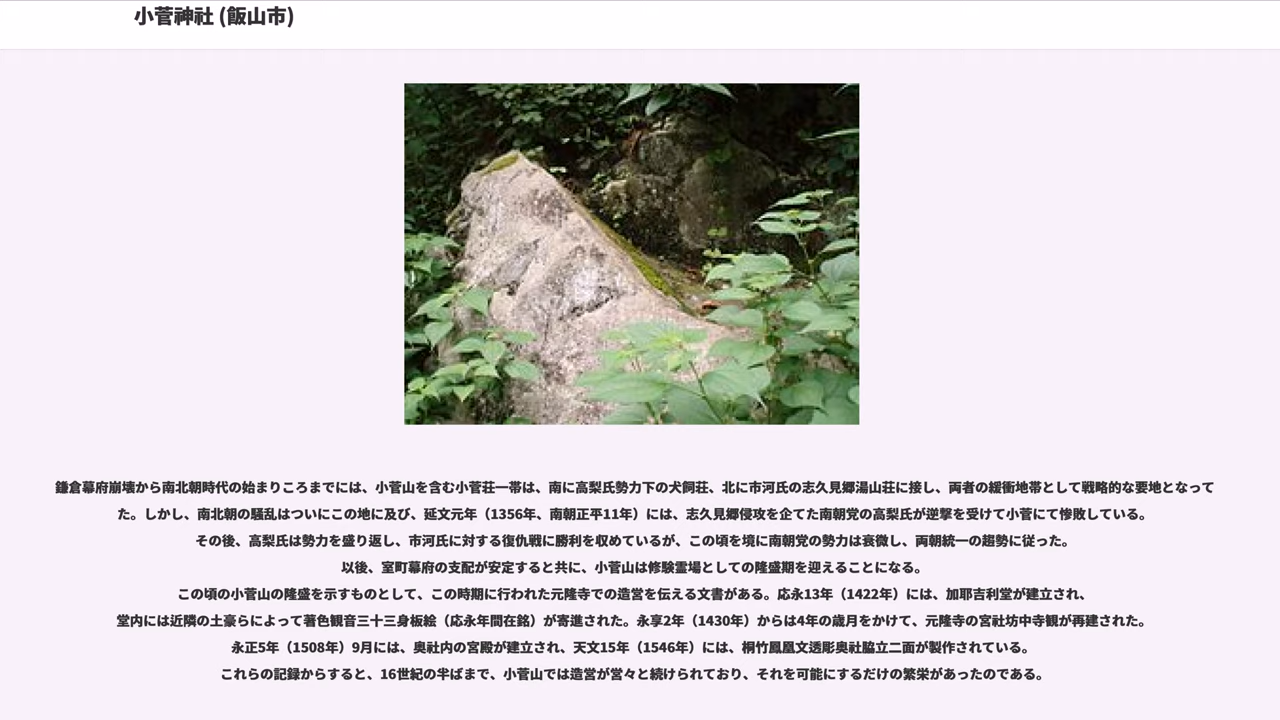 小菅神社 (飯山市)
鎌倉幕府崩壊から南北朝時代の始まりころまでには、小菅山を含む小菅荘一帯は、南に高梨氏勢力下の犬飼荘、北に市河氏の志久見郷湯山荘に接し、両者の緩衝地帯として戦略的な要地となって
た。しかし、南北朝の騒乱はついにこの地に及び、延文元年（1356年、南朝正平11年）には、志久見郷侵攻を企てた南朝党の高梨氏が逆撃を受けて小菅にて惨敗している。
その後、高梨氏は勢力を盛り返し、市河氏に対する復仇戦に勝利を収めているが、この頃を境に南朝党の勢力は衰微し、両朝統一の趨勢に従った。
以後、室町幕府の支配が安定すると共に、小菅山は修験霊場としての隆盛期を迎えることになる。
この頃の小菅山の隆盛を示すものとして、この時期に行われた元隆寺での造営を伝える文書がある。応永13年（1422年）には、加耶吉利堂が建立され、
堂内には近隣の土豪らによって著色観音三十三身板絵（応永年間在銘）が寄進された。永享2年（1430年）からは4年の歳月をかけて、元隆寺の宮社坊中寺観が再建された。
永正5年（1508年）9月には、奥社内の宮殿が建立され、天文15年（1546年）には、桐竹鳳凰文透彫奥社脇立二面が製作されている。
これらの記録からすると、16世紀の半ばまで、小菅山では造営が営々と続けられており、それを可能にするだけの繁栄があったのである。